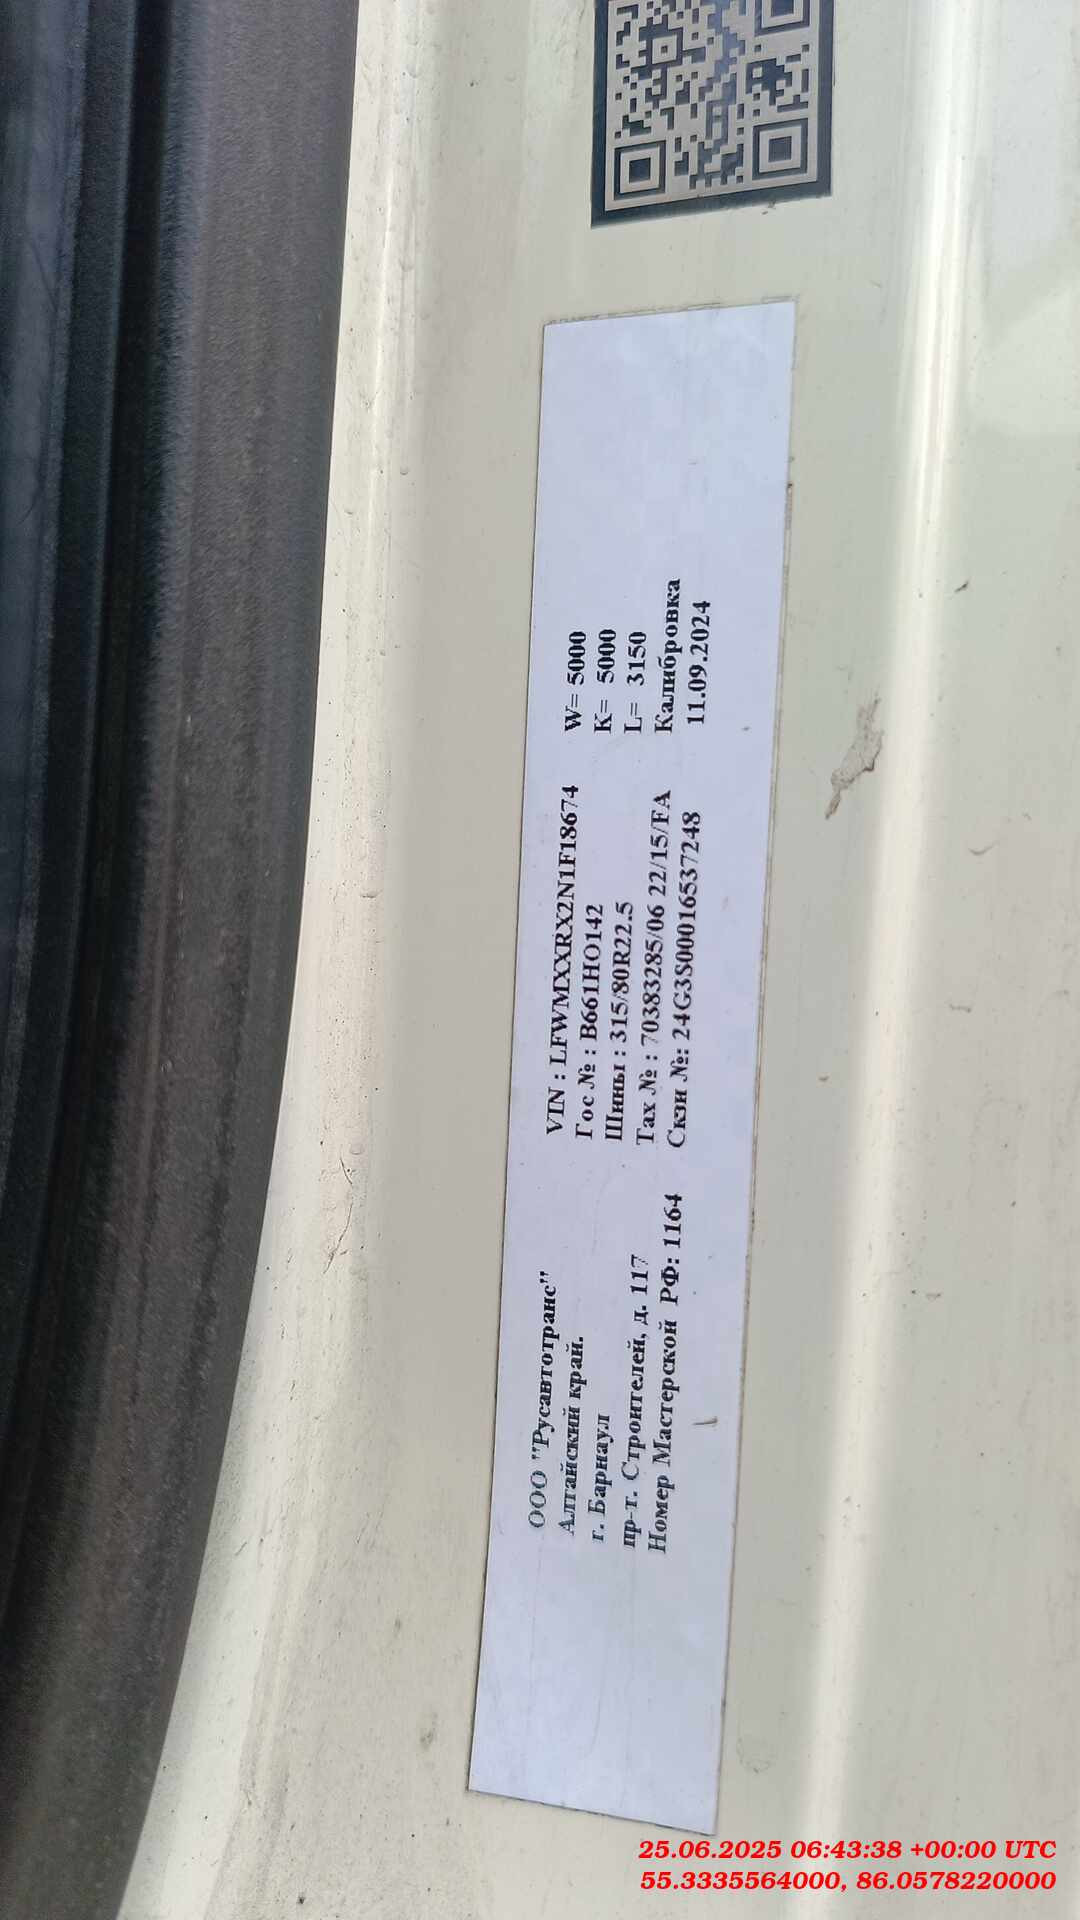 ООО "Русавтотранс"
Алтайский край.
г. Барнаул
пр-т. Строителей, д. 117
Номер Мастерской РФ: 1164
VIN : LFWMXXRX2N1F18674
Гос № : В661НО142
Шины : 315/80R22.5
Тах № : 70383285/06 22/15/FA
Скзи №: 24G3S00016537248
W= 5000
K= 5000
L= 3150
Калибровка
11.09.2024
25.06.2025 06:43:38 +00:00 UTC
55.3335564000, 86.0578220000